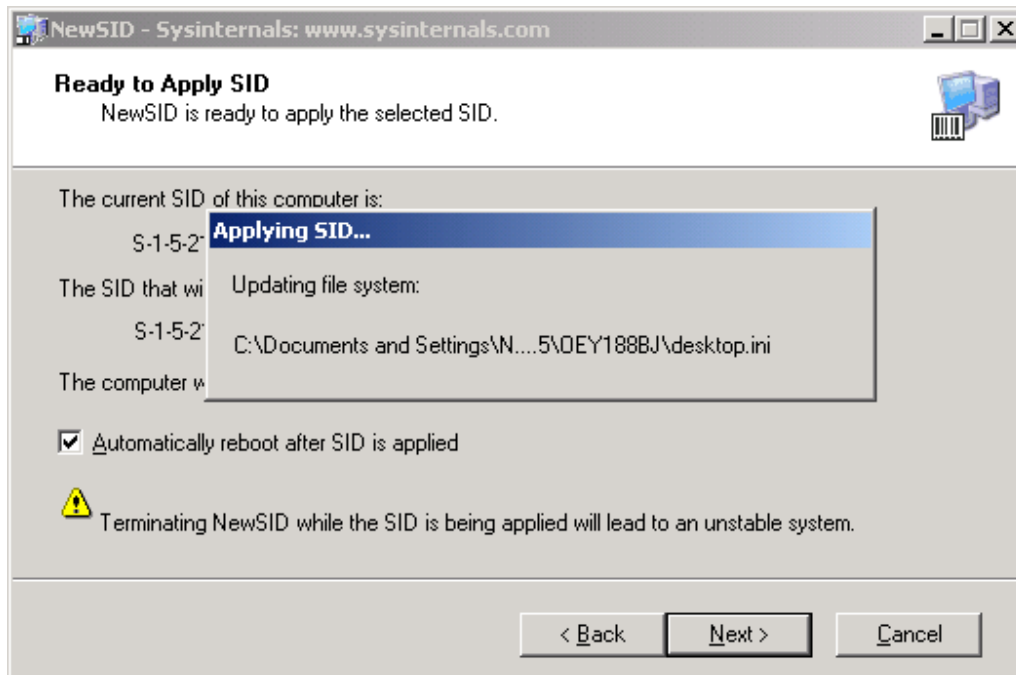 NewSID - Sysinternals: www.sysinternals.com
Ready to Apply SID
NewSID is ready to apply the selected SID.
The current SID of this computer is:
S-1-5-2
Applying SID...
The SID that wi
Updating file system:
S-1-5-2
C:\Documents and Settings\N....5\OEY188BJ\desktop.ini
The computer w
Automatically reboot after SID is applied
Terminating NewSID while the SID is being applied will lead to an unstable system.
< Back
Next >
Cancel